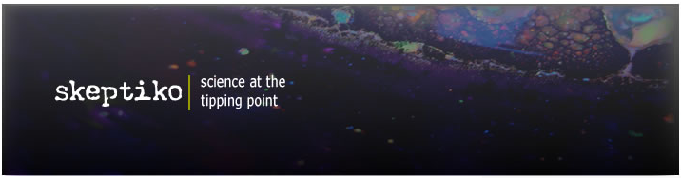 skeptiko
science at the
tipping point